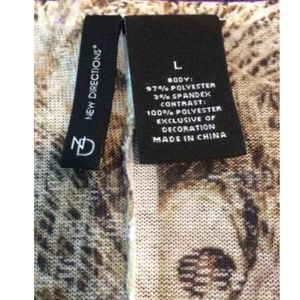 NEW DIRECTIONS®
ND
L
BODY:
97% POLYESTER
3% SPANDEX
CONTRAST:
100% POLYESTER
EXCLUSIVE OF
DECORATION
MADE IN CHINA